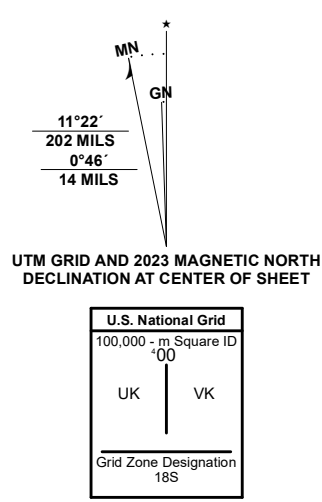 ★
MN
GN
11°22´
202 MILS
0°46´
14 MILS
UTM GRID AND 2023 MAGNETIC NORTH
DECLINATION AT CENTER OF SHEET
U.S. National Grid
100,000 - m Square ID
⁴00
UK VK
Grid Zone Designation
18S